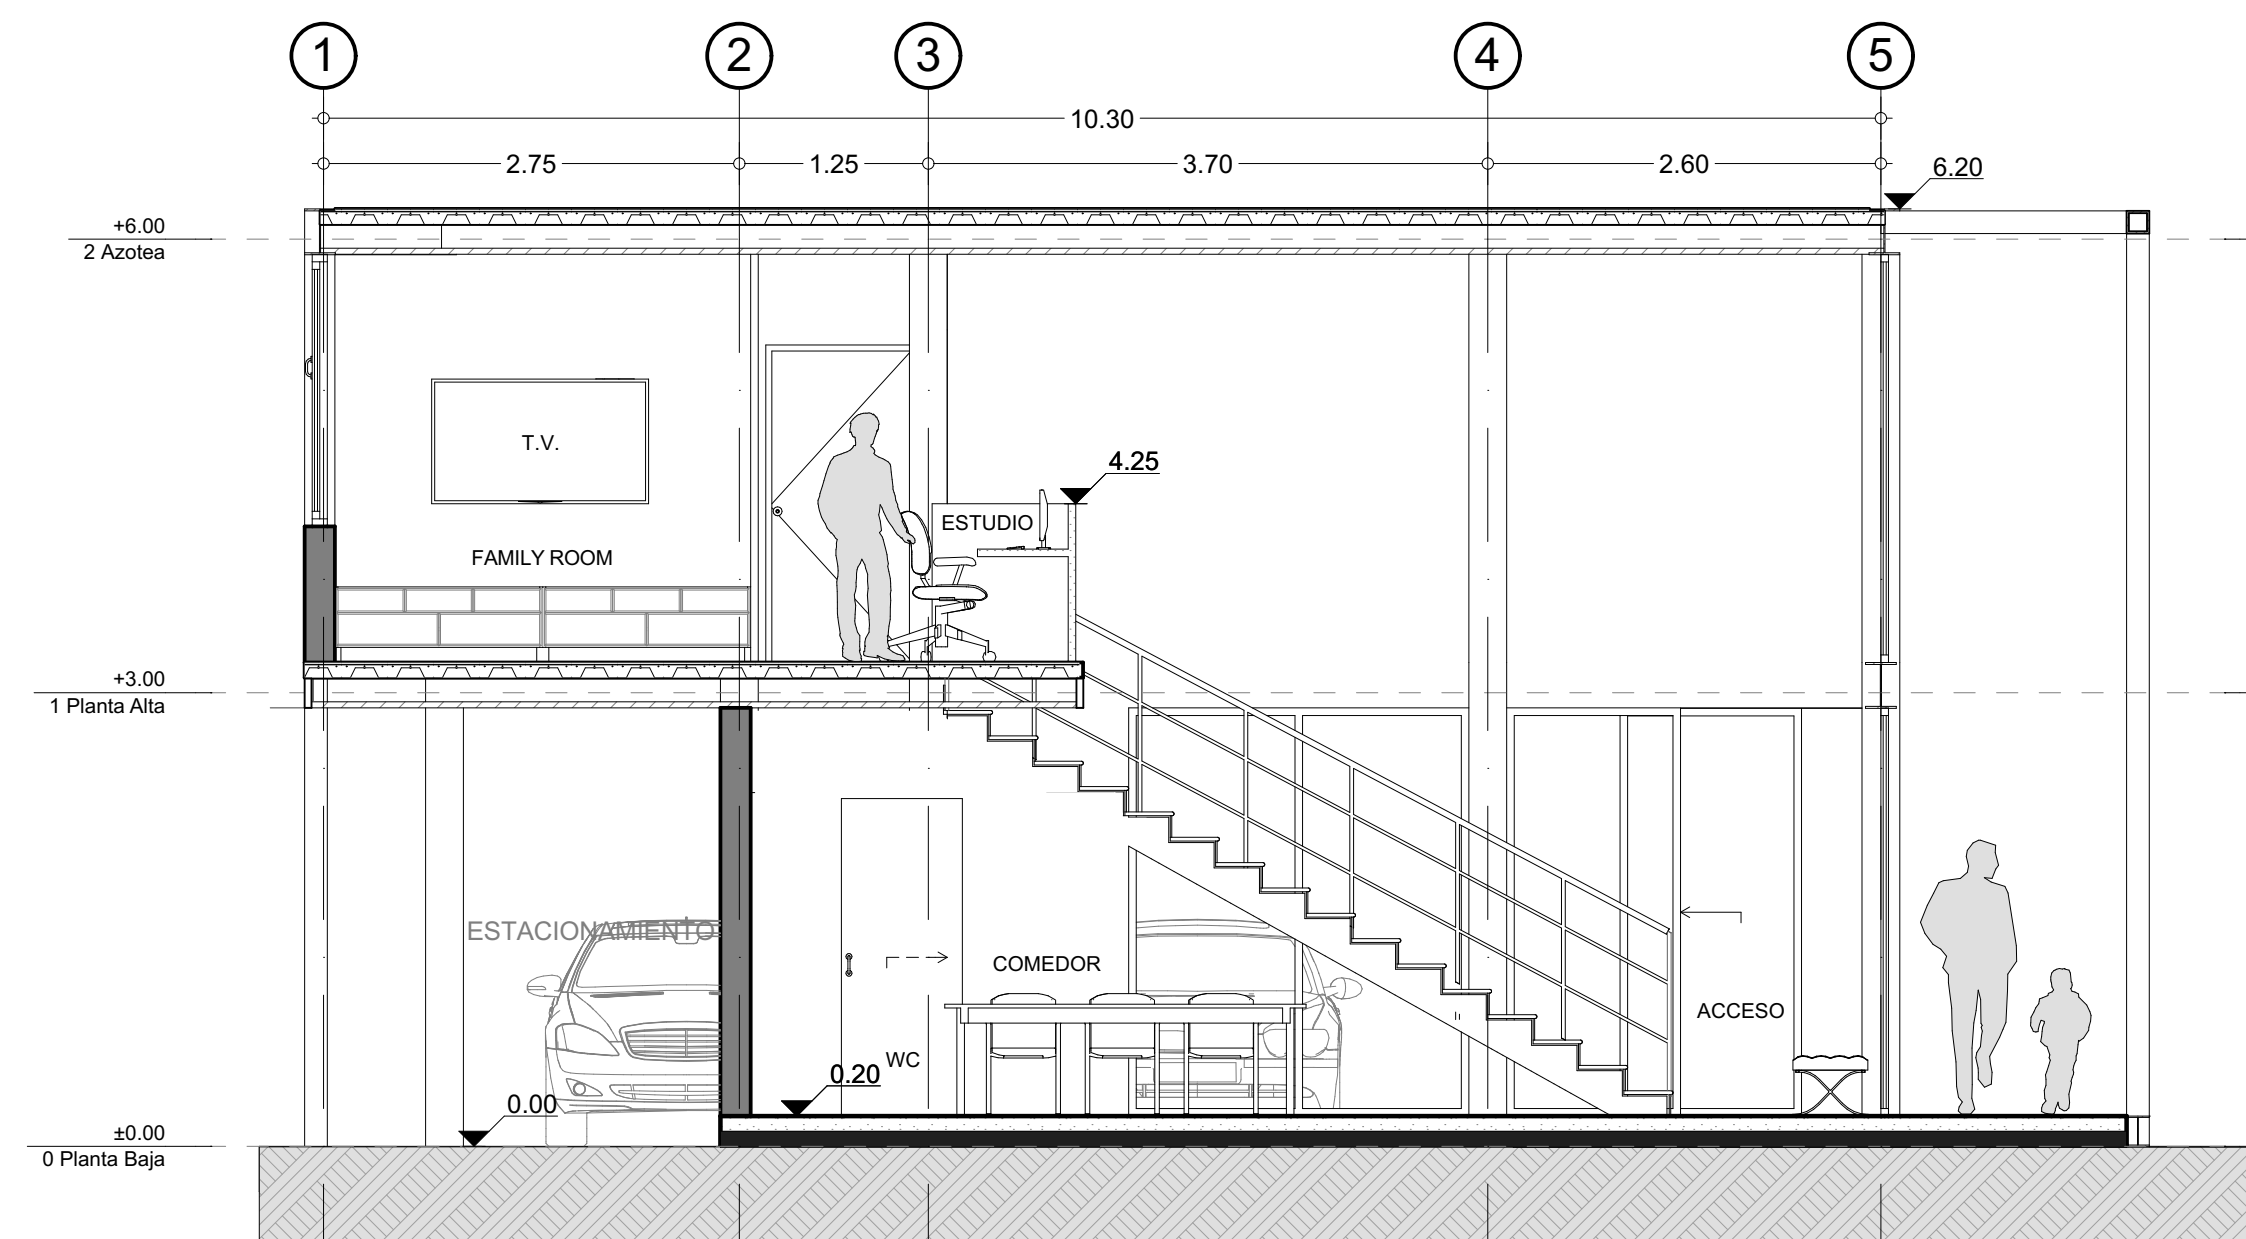 1 2 3 4 5
10.30
2.75 1.25 3.70 2.60
6.20
+6.00
2 Azotea
T.V.
4.25
ESTUDIO
FAMILY ROOM
+3.00
1 Planta Alta
ESTACIONAMIENTO
COMEDOR
ACCESO
WC
0.20
0.00
±0.00
0 Planta Baja